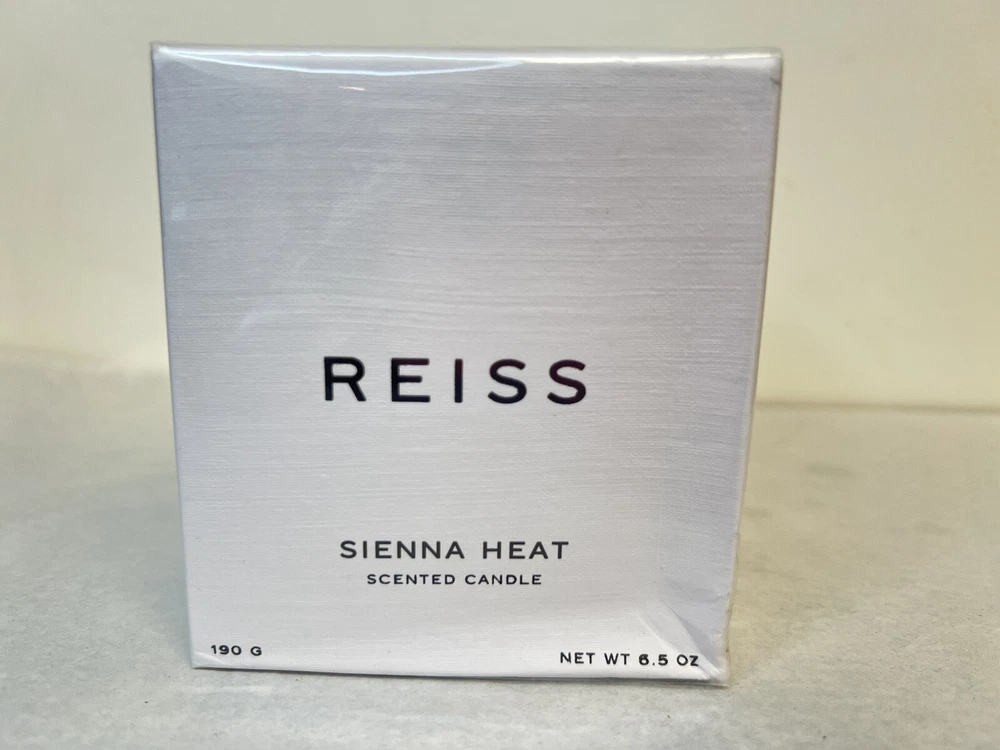 REISS
SIENNA HEAT
SCENTED CANDLE
190 G
NET WT 6.5 OZ